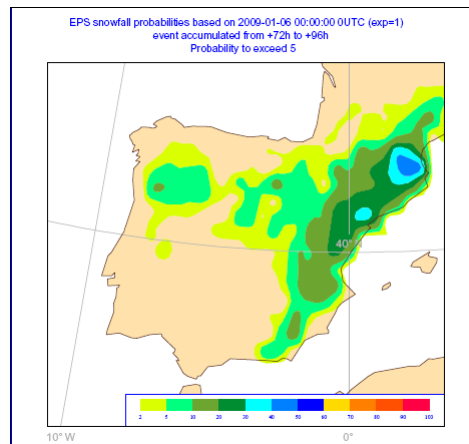 EPS snowfall probabilities based on 2009-01-06 00:00:00 0UTC (exp=1)
event accumulated from +72h to +96h
Probability to exceed 5
40°N
2 5 10 20 30 40 50 60 70 80 90 100
10° W 0°